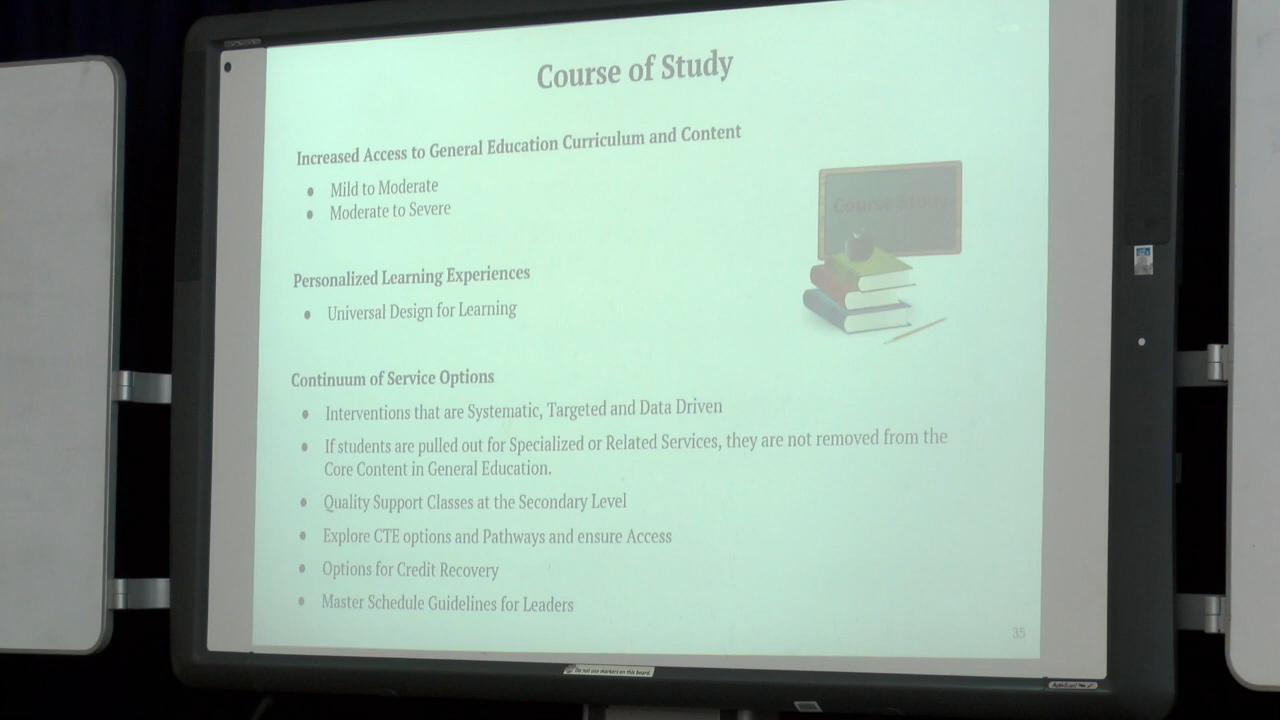 Course of Study
Increased Access to General Education Curriculum and Content
● Mild to Moderate
● Moderate to Severe
Course Study
Personalized Learning Experiences
● Universal Design for Learning
Continuum of Service Options
● Interventions that are Systematic, Targeted and Data Driven
● If students are pulled out for Specialized or Related Services, they are not removed from the
Core Content in General Education.
● Quality Support Classes at the Secondary Level
● Explore CTE options and Pathways and ensure Access
● Options for Credit Recovery
● Master Schedule Guidelines for Leaders
35
Do not use markers on this board.